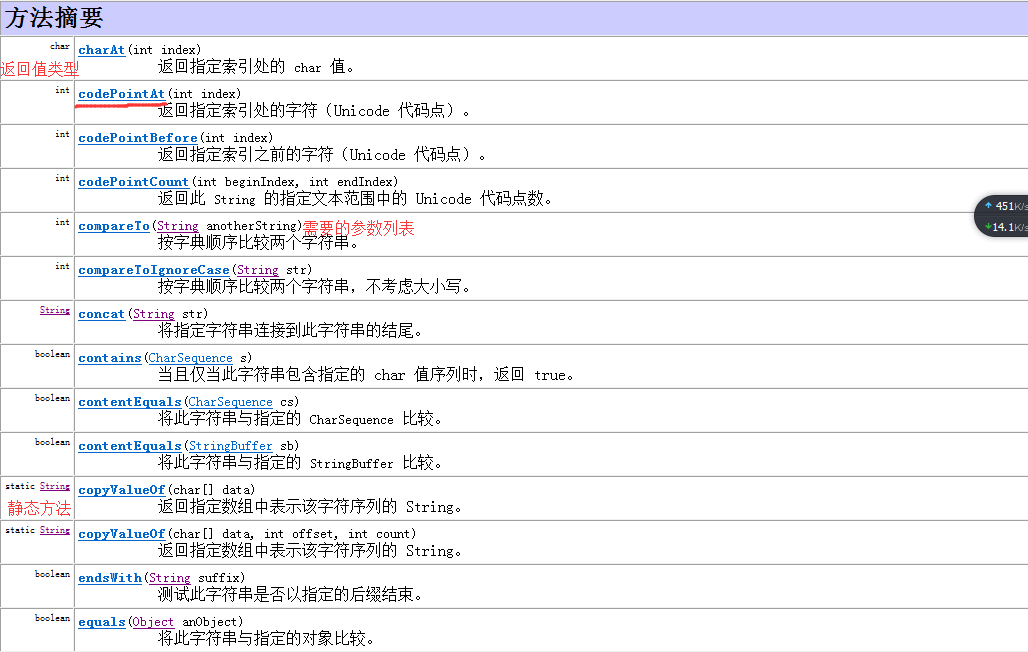 方法摘要
char
charAt(int index)
返回值类型
返回指定索引处的 char 值。
int
codePointAt(int index)
返回指定索引处的字符（Unicode 代码点）。
int
codePointBefore(int index)
返回指定索引之前的字符（Unicode 代码点）。
int
codePointCount(int beginIndex, int endIndex)
返回此 String 的指定文本范围中的 Unicode 代码点数。
451K/s
int
compareTo(String anotherString)需要的参数列表
14.1K/s
按字典顺序比较两个字符串。
int
compareToIgnoreCase(String str)
按字典顺序比较两个字符串，不考虑大小写。
String
concat(String str)
将指定字符串连接到此字符串的结尾。
boolean
contains(CharSequence s)
当且仅当此字符串包含指定的 char 值序列时，返回 true。
boolean
contentEquals(CharSequence cs)
将此字符串与指定的 CharSequence 比较。
boolean
contentEquals(StringBuffer sb)
将此字符串与指定的 StringBuffer 比较。
static String
copyValueOf(char[] data)
静态方法
返回指定数组中表示该字符序列的 String。
static String
copyValueOf(char[] data, int offset, int count)
返回指定数组中表示该字符序列的 String。
boolean
endsWith(String suffix)
测试此字符串是否以指定的后缀结束。
boolean
equals(Object anObject)
将此字符串与指定的对象比较。